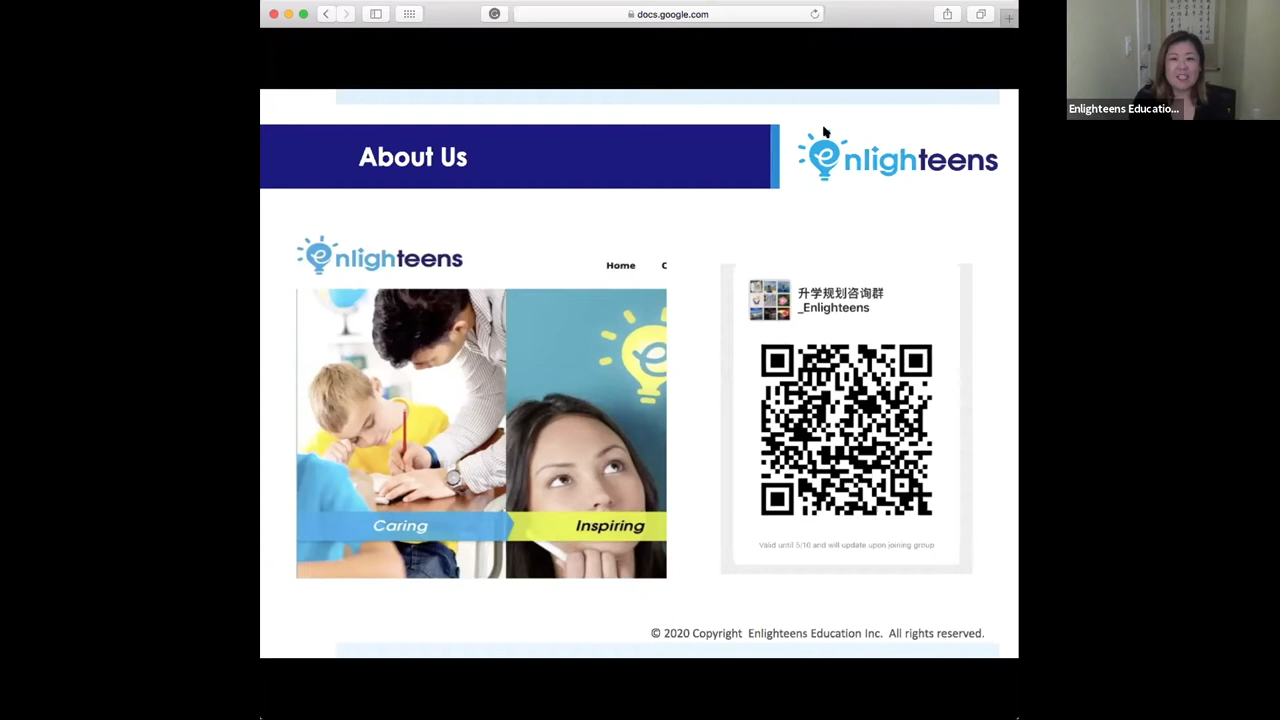 docs.google.com
Enlighteens Educatio...
About Us
enlighteens
enlighteens
Home C
升学规划咨询群
_Enlighteens
Caring
Inspiring
Valid until 5/10 and will update upon joining group
© 2020 Copyright Enlighteens Education Inc. All rights reserved.